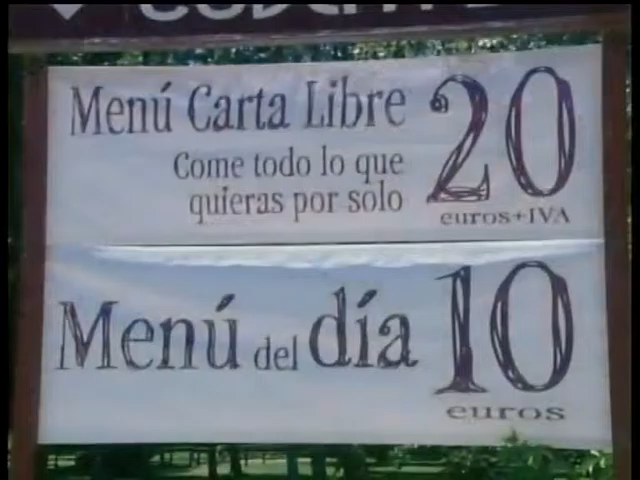 Menú Carta Libre 20
Come todo lo que
quieras por solo
euros+IVA
Menú del día 10
euros